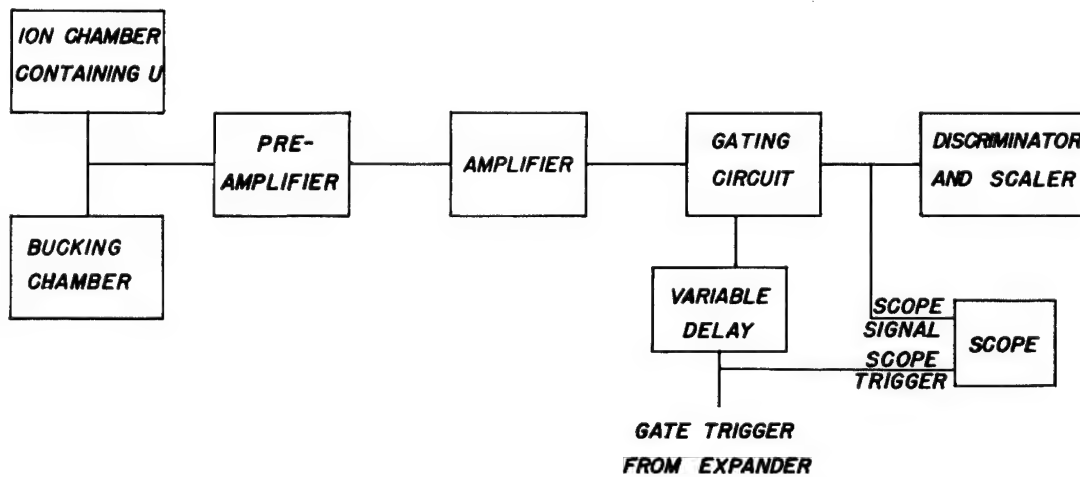 ION CHAMBER
CONTAINING U
PRE-
AMPLIFIER
AMPLIFIER
GATING
CIRCUIT
DISCRIMINATOR
AND SCALER
BUCKING
CHAMBER
VARIABLE
DELAY
SCOPE
SIGNAL
SCOPE
SCOPE
TRIGGER
GATE TRIGGER
FROM EXPANDER